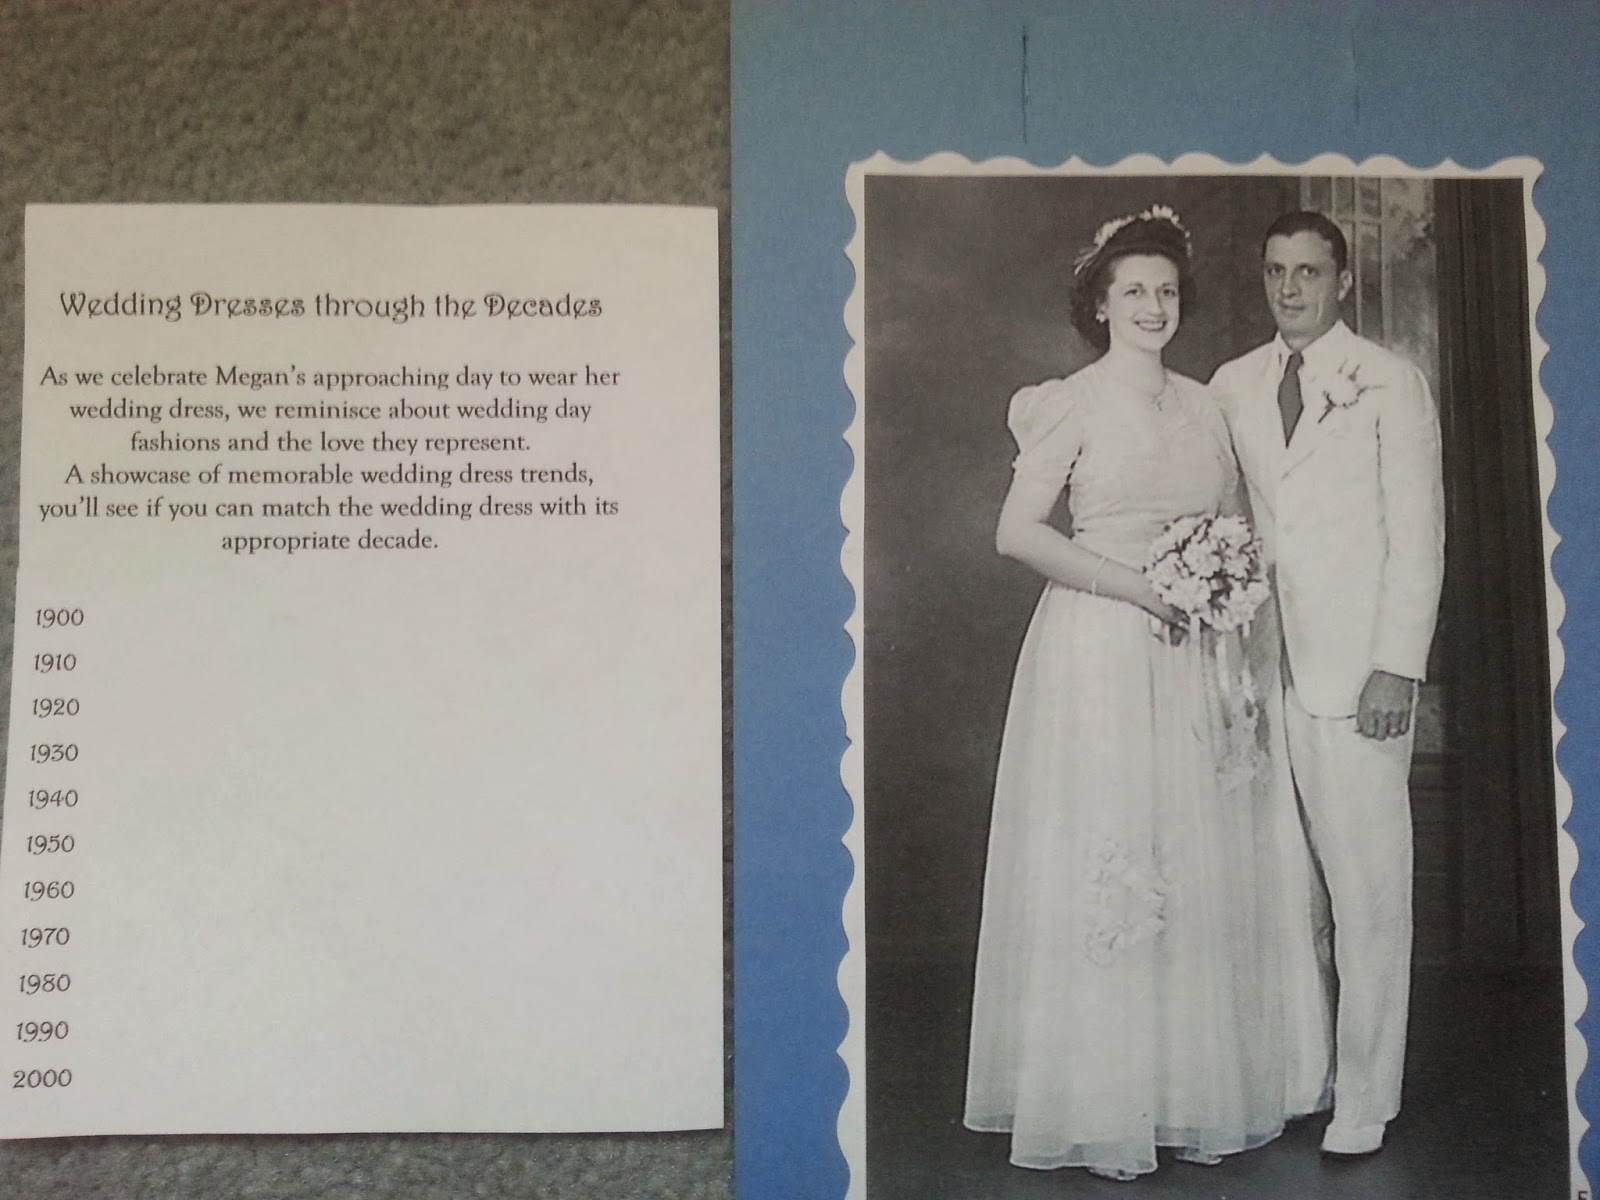 Wedding Dresses through the Decades
As we celebrate Megan's approaching day to wear her
wedding dress, we reminisce about wedding day
fashions and the love they represent.
A showcase of memorable wedding dress trends,
you'll see if you can match the wedding dress with its
appropriate decade.
1900
1910
1920
1930
1940
1950
1960
1970
1980
1990
2000